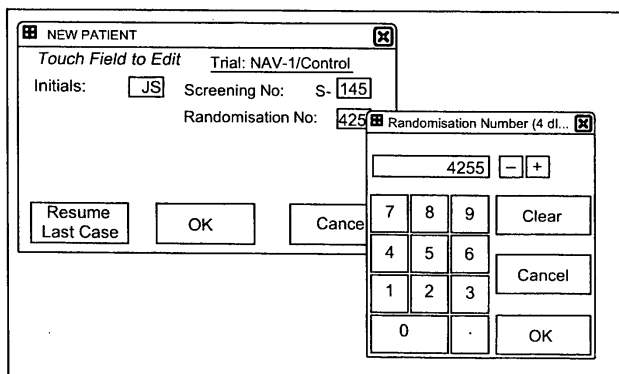 NEW PATIENT
Touch Field to Edit
Trial: NAV-1/Control
Initials: JS
Screening No: S- 145
Randomisation No: 425
Resume
Last Case
OK
Cance
Randomisation Number (4 dI...
4255 – +
7 8 9 Clear
4 5 6
Cancel
1 2 3
0 . OK